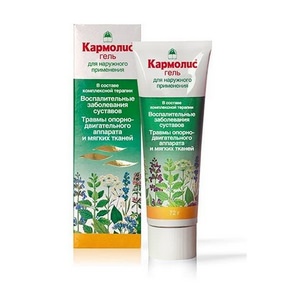 Кармолис
гель
для наружного
применения
В составе
комплексной терапии
Воспалительные
заболевания
суставов
Травмы опорно-
двигательного
аппарата
и мягких тканей
Кармолис
гель
для наружного применения
В составе
комплексной терапии
Воспалительные
заболевания суставов
Травмы опорно-
двигательного аппарата
и мягких тканей
72 г